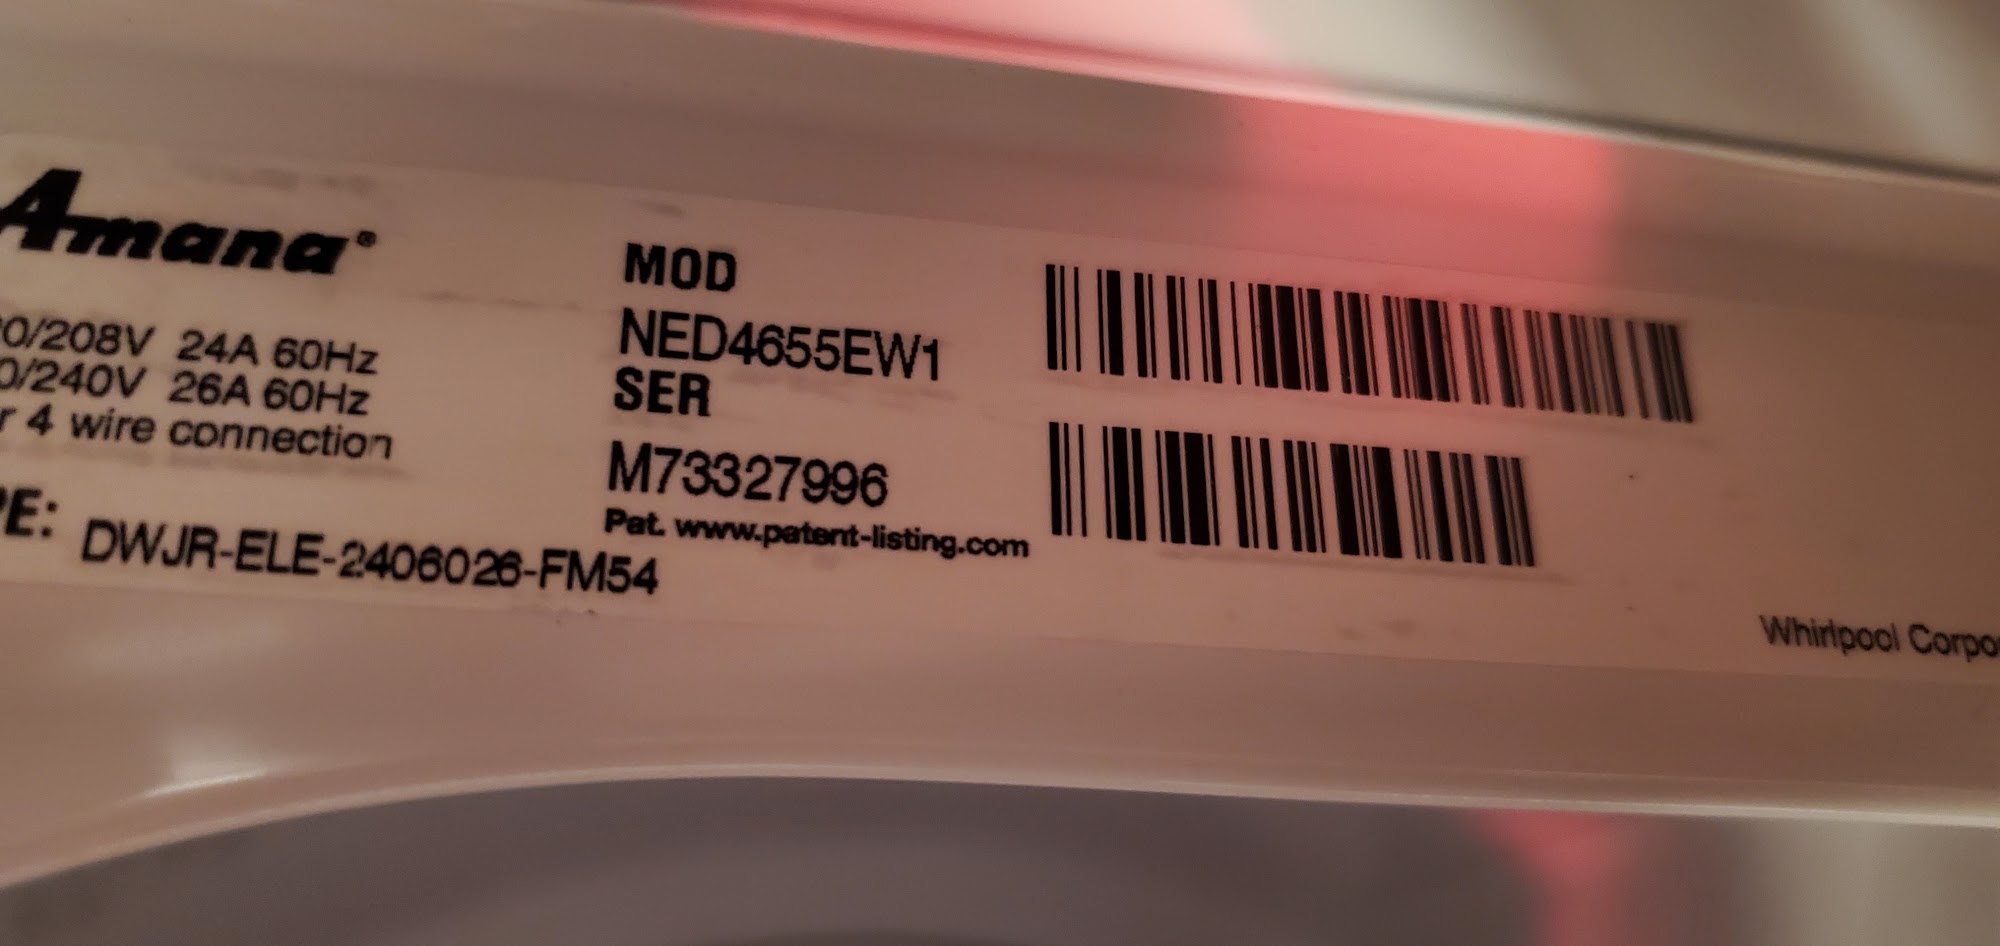 Amana®
0/208V 24A 60Hz
0/240V 26A 60Hz
r 4 wire connection
PE: DWJR-ELE-2406026-FM54
MOD
NED4655EW1
SER
M73327996
Pat. www.patent-listing.com
Whirlpool Corpo